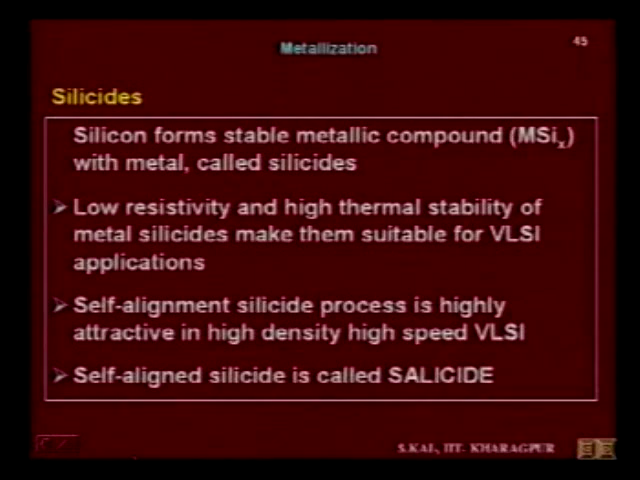 Metallization
45
Silicides
Silicon forms stable metallic compound (MSix)
with metal, called silicides
➢ Low resistivity and high thermal stability of
metal silicides make them suitable for VLSI
applications
➢ Self-alignment silicide process is highly
attractive in high density high speed VLSI
➢ Self-aligned silicide is called SALICIDE
S.KAL, IIT- KHARAGPUR